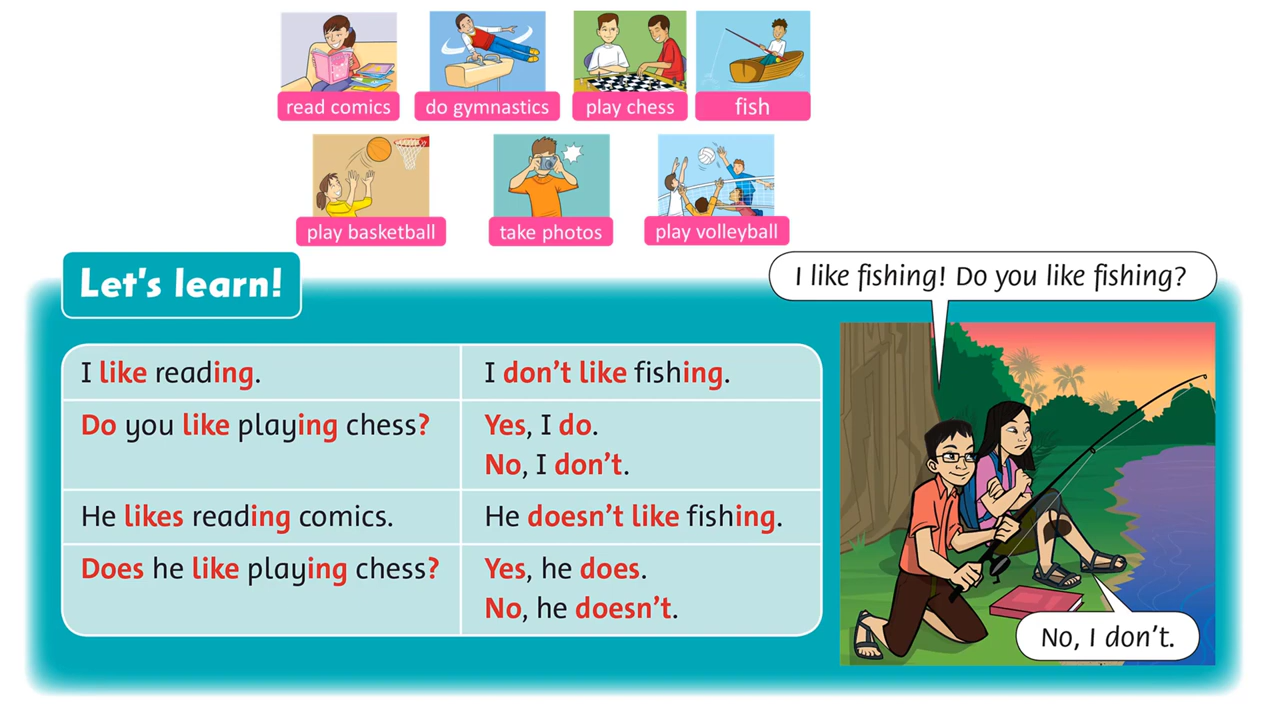 read comics
do gymnastics
play chess
fish
play basketball
take photos
play volleyball
Let's learn!
I like fishing! Do you like fishing?
I like reading.
I don't like fishing.
Do you like playing chess?
Yes, I do.
No, I don't.
He likes reading comics.
He doesn't like fishing.
Does he like playing chess?
Yes, he does.
No, he doesn't.
No, I don't.